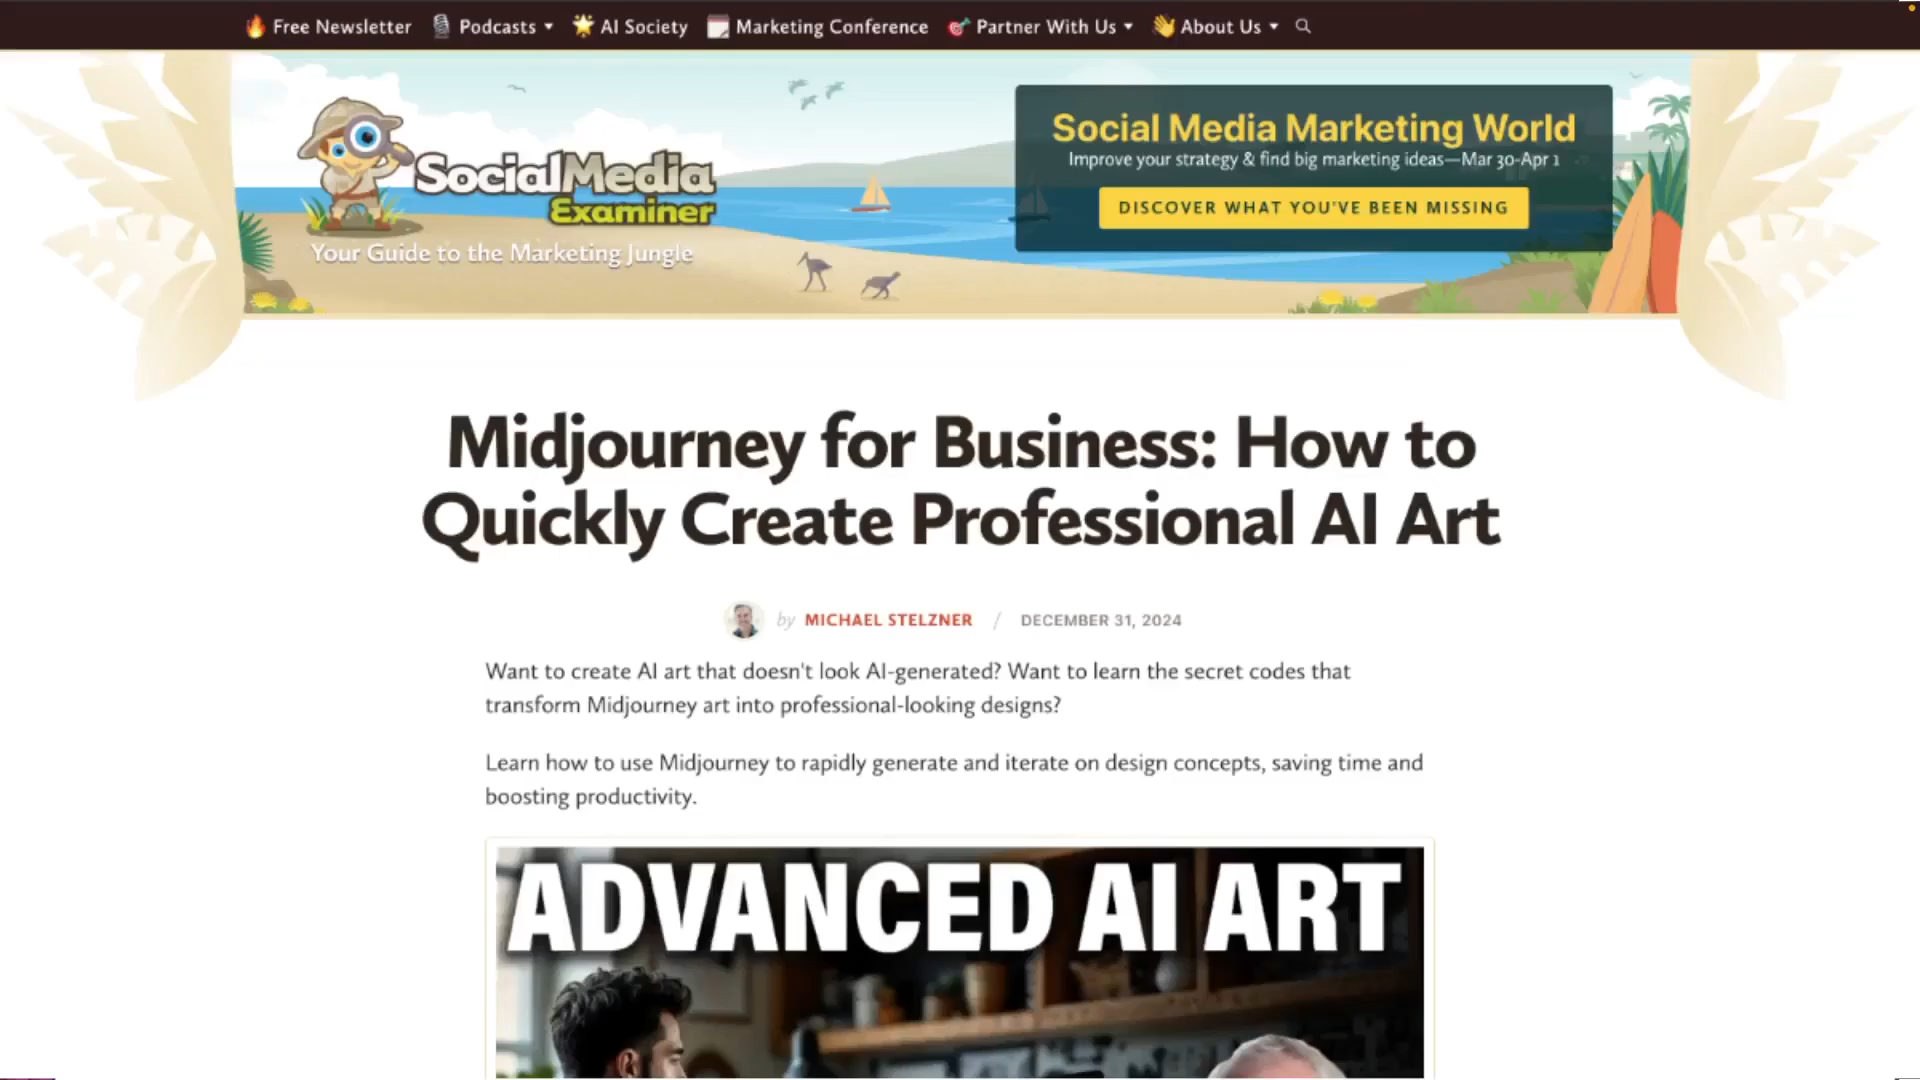 Free Newsletter Podcasts AI Society Marketing Conference Partner With Us About Us
SocialMedia
Examiner
Your Guide to the Marketing Jungle
Social Media Marketing World
Improve your strategy & find big marketing ideas—Mar 30-Apr 1
DISCOVER WHAT YOU'VE BEEN MISSING
Midjourney for Business: How to
Quickly Create Professional AI Art
by MICHAEL STELZNER / DECEMBER 31, 2024
Want to create AI art that doesn't look AI-generated? Want to learn the secret codes that
transform Midjourney art into professional-looking designs?
Learn how to use Midjourney to rapidly generate and iterate on design concepts, saving time and
boosting productivity.
ADVANCED AI ART